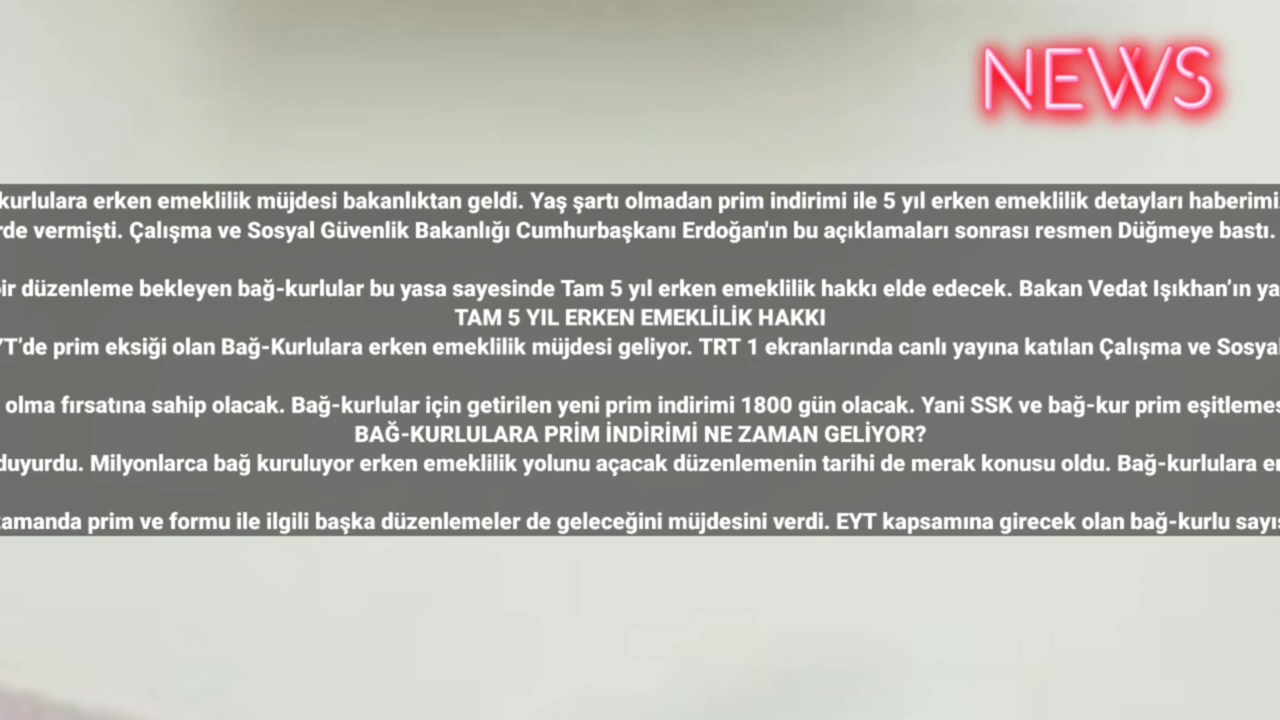 NEWS
kurlulara erken emeklilik müjdesi bakanlıktan geldi. Yaş şartı olmadan prim indirimi ile 5 yıl erken emeklilik detayları haberimi
rde vermişti. Çalışma ve Sosyal Güvenlik Bakanlığı Cumhurbaşkanı Erdoğan'ın bu açıklamaları sonrası resmen Düğmeye bastı.
bir düzenleme bekleyen bağ-kurlular bu yasa sayesinde Tam 5 yıl erken emeklilik hakkı elde edecek. Bakan Vedat Işıkhan’ın ya
TAM 5 YIL ERKEN EMEKLİLİK HAKKI
YT’de prim eksiği olan Bağ-Kurlulara erken emeklilik müjdesi geliyor. TRT 1 ekranlarında canlı yayına katılan Çalışma ve Sosyal
olma fırsatına sahip olacak. Bağ-kurlular için getirilen yeni prim indirimi 1800 gün olacak. Yani SSK ve bağ-kur prim eşitlemes
BAĞ-KURLULARA PRİM İNDİRİMİ NE ZAMAN GELİYOR?
duyurdu. Milyonlarca bağ kuruluyor erken emeklilik yolunu açacak düzenlemenin tarihi de merak konusu oldu. Bağ-kurlulara er
zamanda prim ve formu ile ilgili başka düzenlemeler de geleceğini müjdesini verdi. EYT kapsamına girecek olan bağ-kurlu sayıs